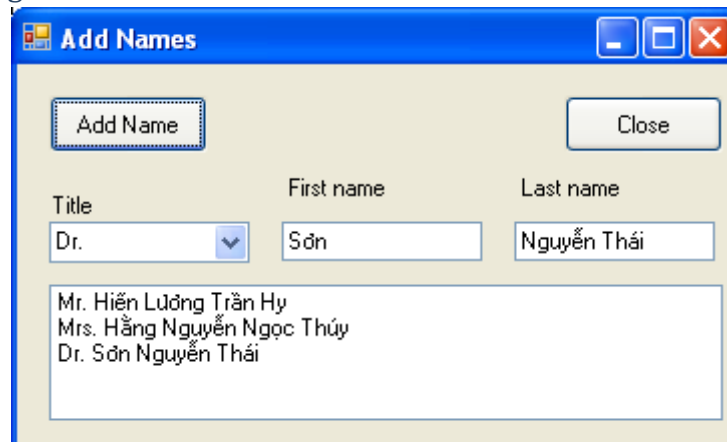 Add Names
Add Name
Close
Title
First name
Last name
Dr.
Sơn
Nguyễn Thái
Mr. Hiến Lương Trần Hy
Mrs. Hằng Nguyễn Ngọc Thúy
Dr. Sơn Nguyễn Thái